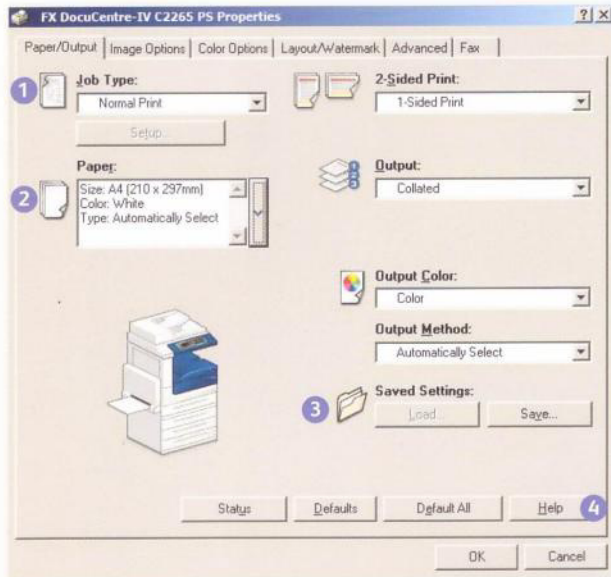 FX DocuCentre-IV C2265 PS Properties
Paper/Output
Image Options
Color Options
Layout/Watermark
Advanced
Fax
1
Job Type:
Normal Print
Setup...
2
Paper:
Size: A4 (210 x 297mm)
Color: White
Type: Automatically Select
2-Sided Print:
1-Sided Print
Output:
Collated
Output Color:
Color
Output Method:
Automatically Select
3
Saved Settings:
Load...
Save...
Status
Defaults
Default All
Help
4
OK
Cancel